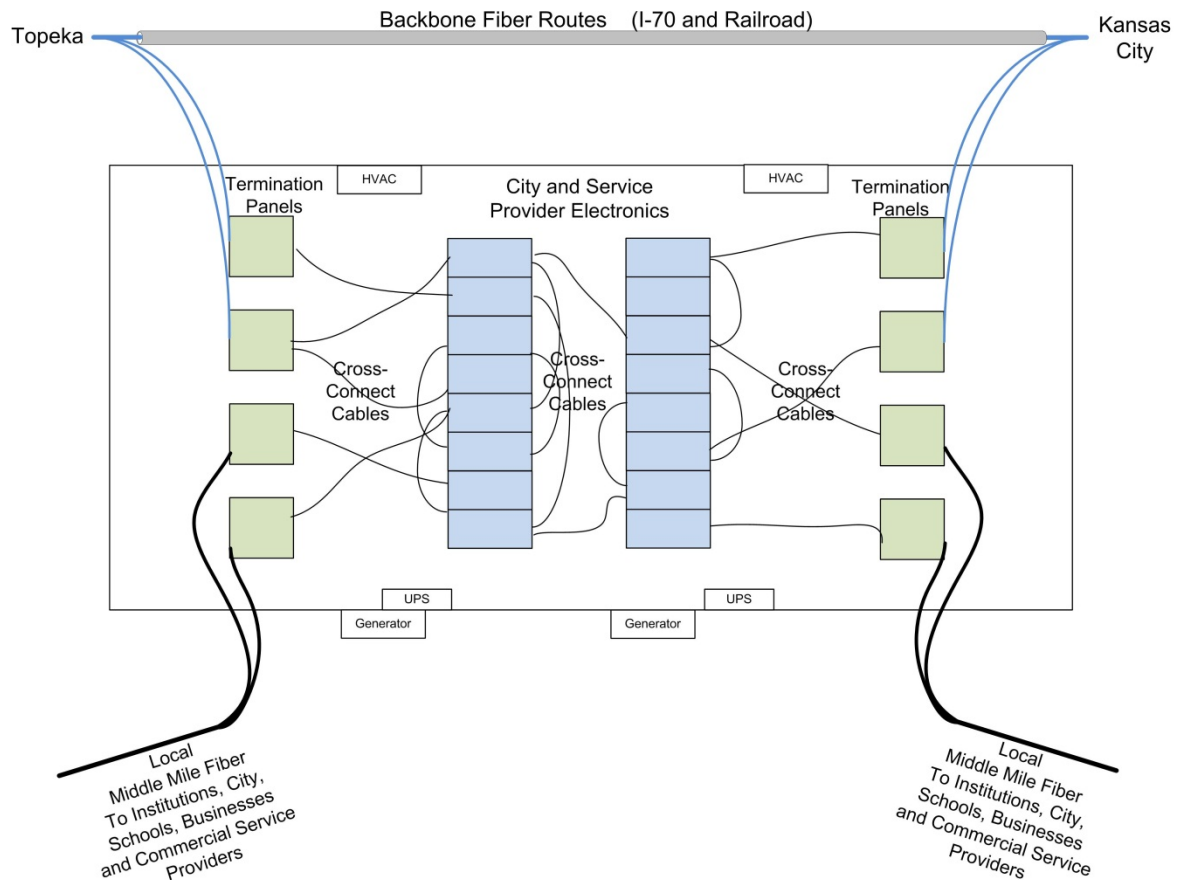 Backbone Fiber Routes (I-70 and Railroad)
Topeka
Kansas
City
HVAC
HVAC
Termination
Panels
City and Service
Provider Electronics
Termination
Panels
Cross-
Connect
Cables
Cross-
Connect
Cables
Cross-
Connect
Cables
UPS
UPS
Generator
Generator
Local
Middle Mile Fiber
To Institutions, City,
Schools, Businesses
and Commercial Service
Providers
Local
Middle Mile Fiber
To Institutions, City,
Schools, Businesses
and Commercial Service
Providers